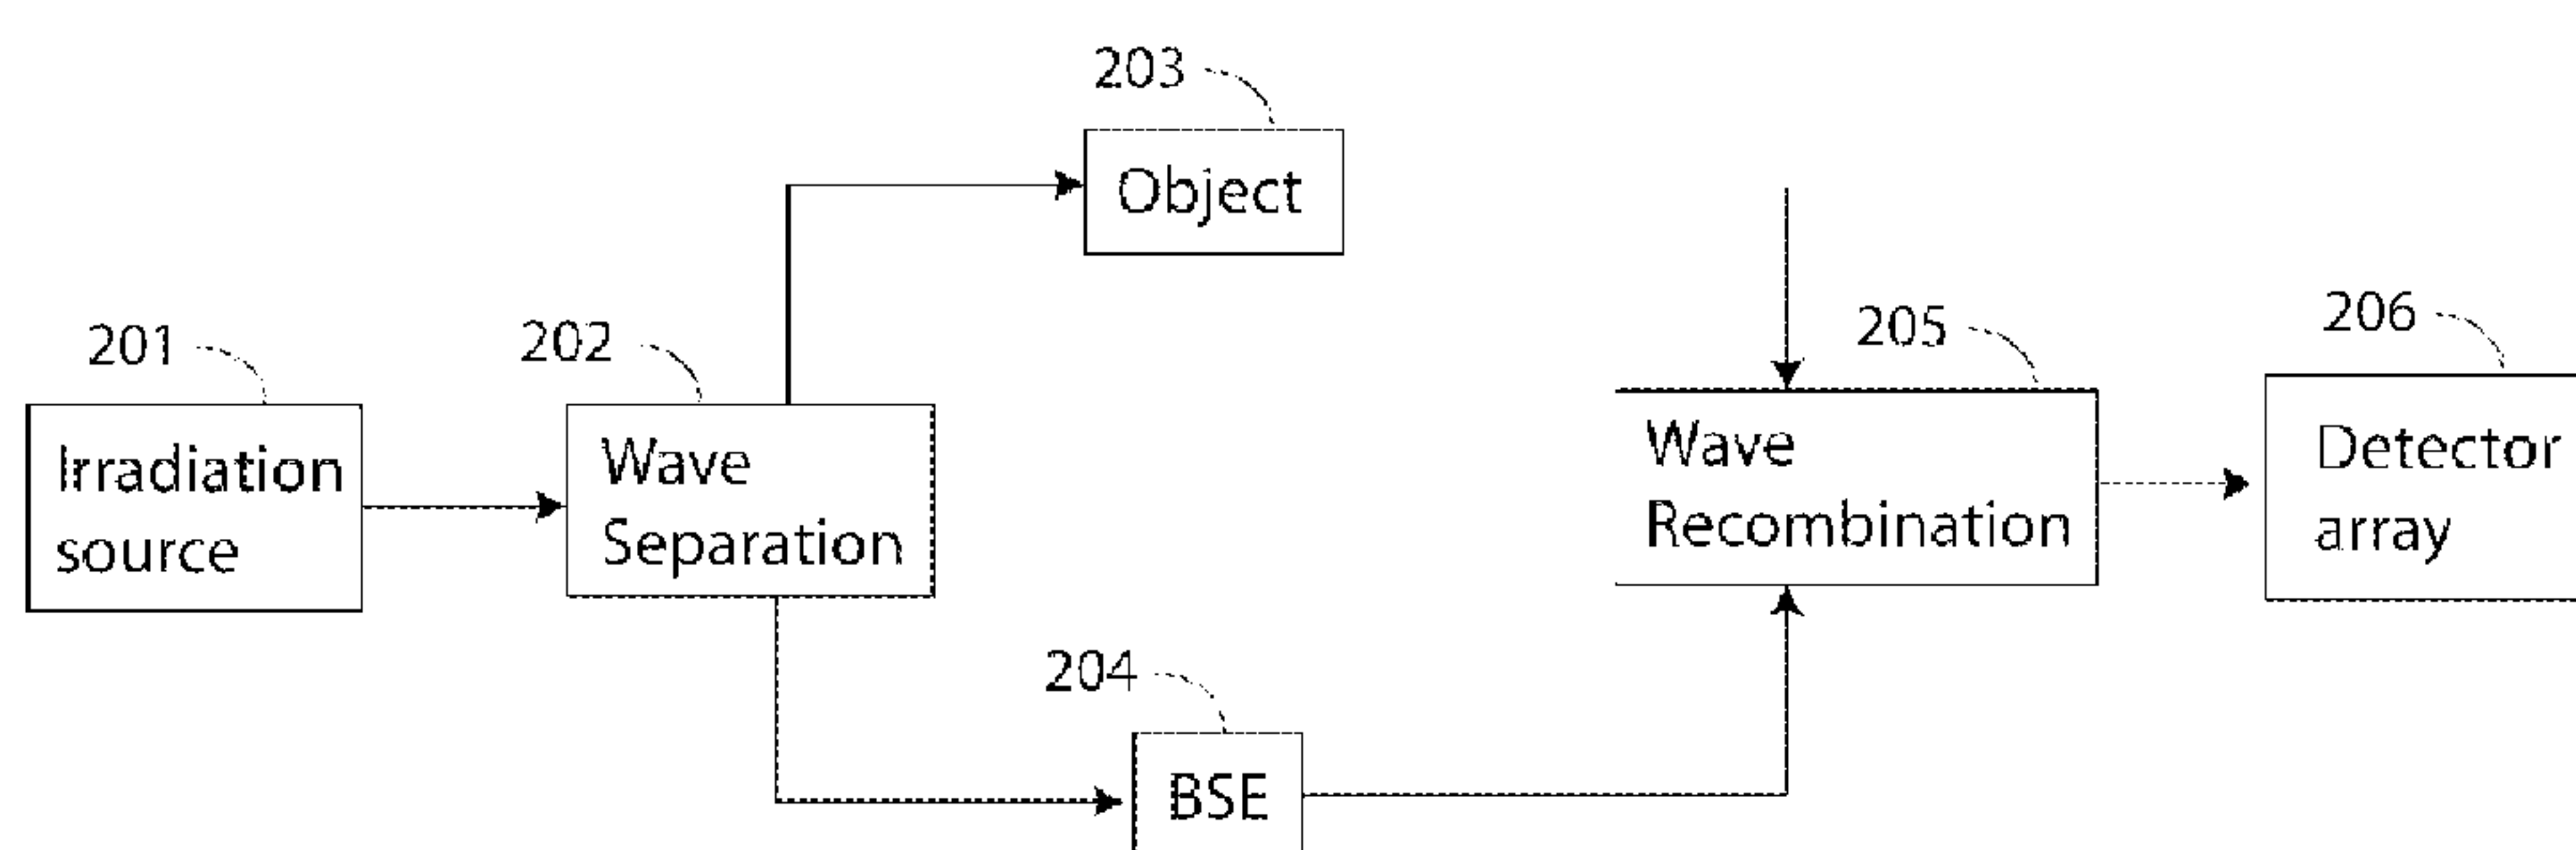 203
Object
201
202
205
206
Irradiation
source
Wave
Separation
Wave
Recombination
Detector
array
204
BSE